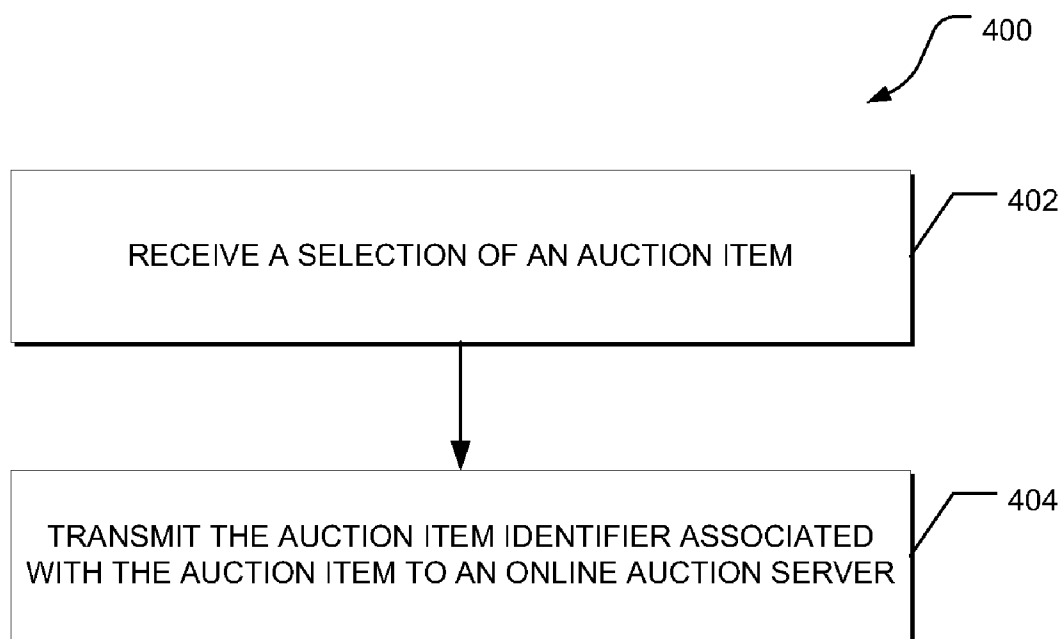 400
402
RECEIVE A SELECTION OF AN AUCTION ITEM
404
TRANSMIT THE AUCTION ITEM IDENTIFIER ASSOCIATED
WITH THE AUCTION ITEM TO AN ONLINE AUCTION SERVER